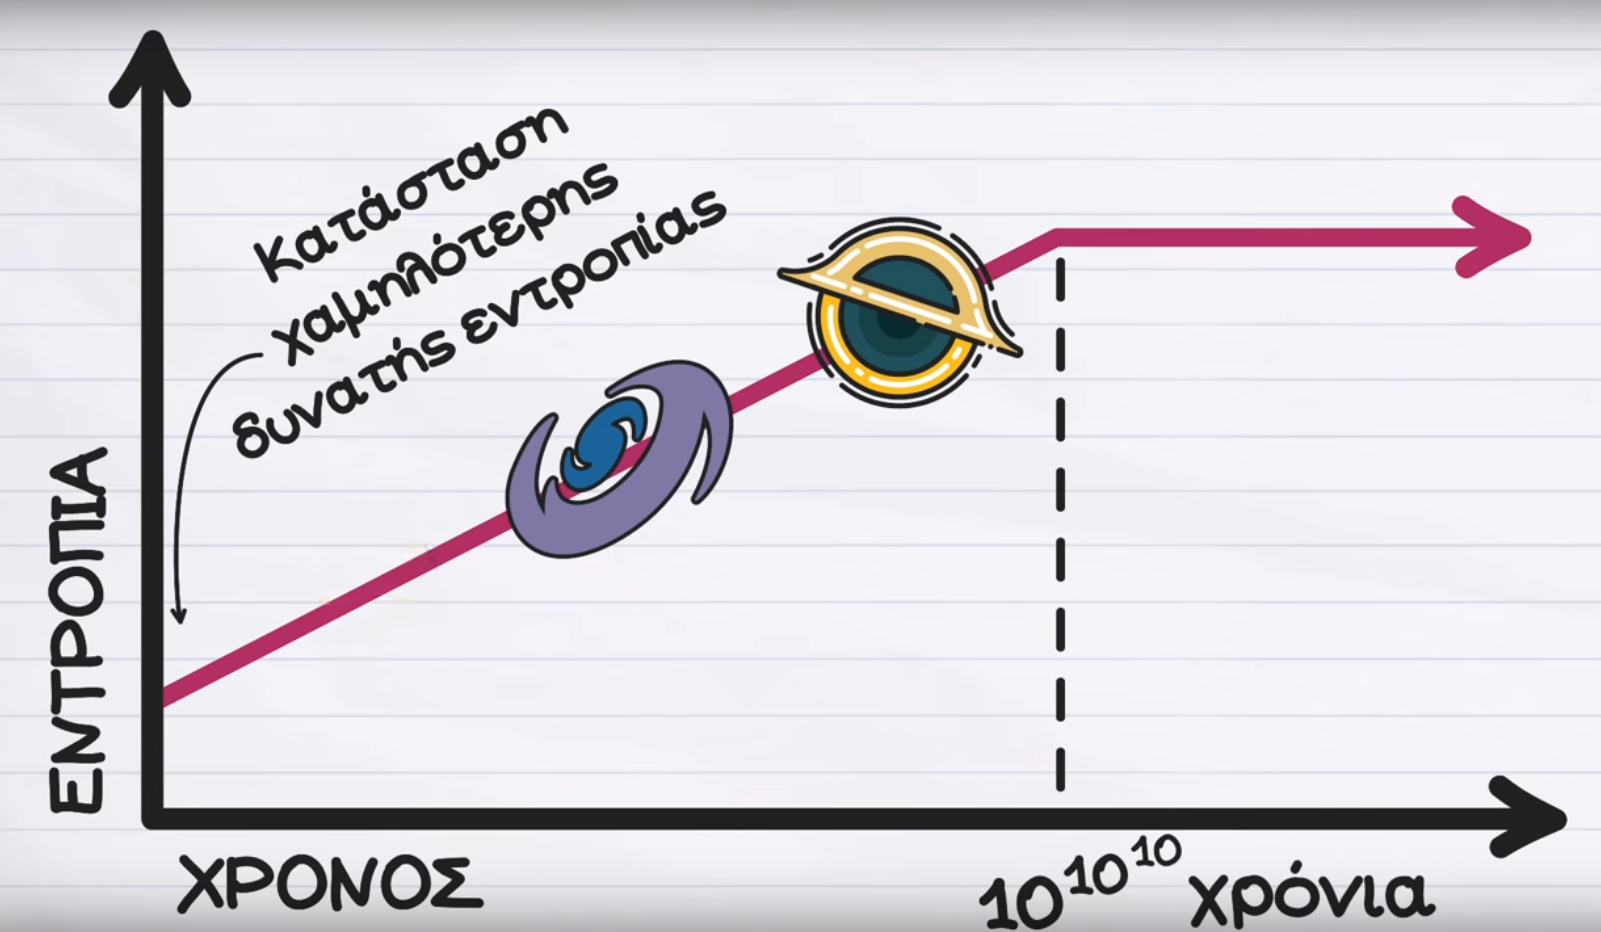 Κατάσταση
χαμηλότερης
δυνατής εντροπίας
ΕΝΤΡΟΠΙΑ
ΧΡΟΝΟΣ
10^10^10 χρόνια